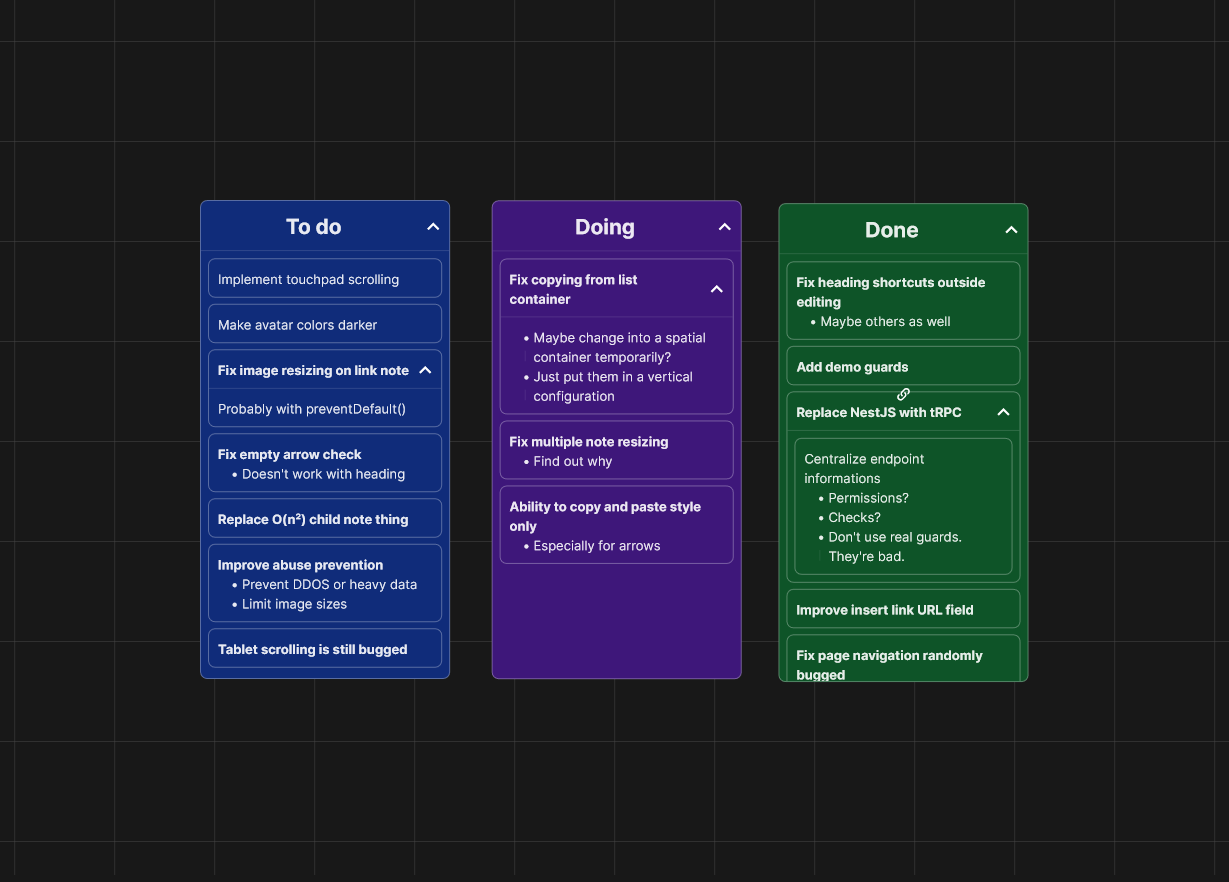 To do
Implement touchpad scrolling
Make avatar colors darker
Fix image resizing on link note
Probably with preventDefault()
Fix empty arrow check
• Doesn't work with heading
Replace O(n²) child note thing
Improve abuse prevention
• Prevent DDOS or heavy data
• Limit image sizes
Tablet scrolling is still bugged
Doing
Fix copying from list
container
• Maybe change into a spatial
container temporarily?
• Just put them in a vertical
configuration
Fix multiple note resizing
• Find out why
Ability to copy and paste style
only
• Especially for arrows
Done
Fix heading shortcuts outside
editing
• Maybe others as well
Add demo guards
Replace NestJS with tRPC
Centralize endpoint
informations
• Permissions?
• Checks?
• Don't use real guards.
They're bad.
Improve insert link URL field
Fix page navigation randomly
bugged